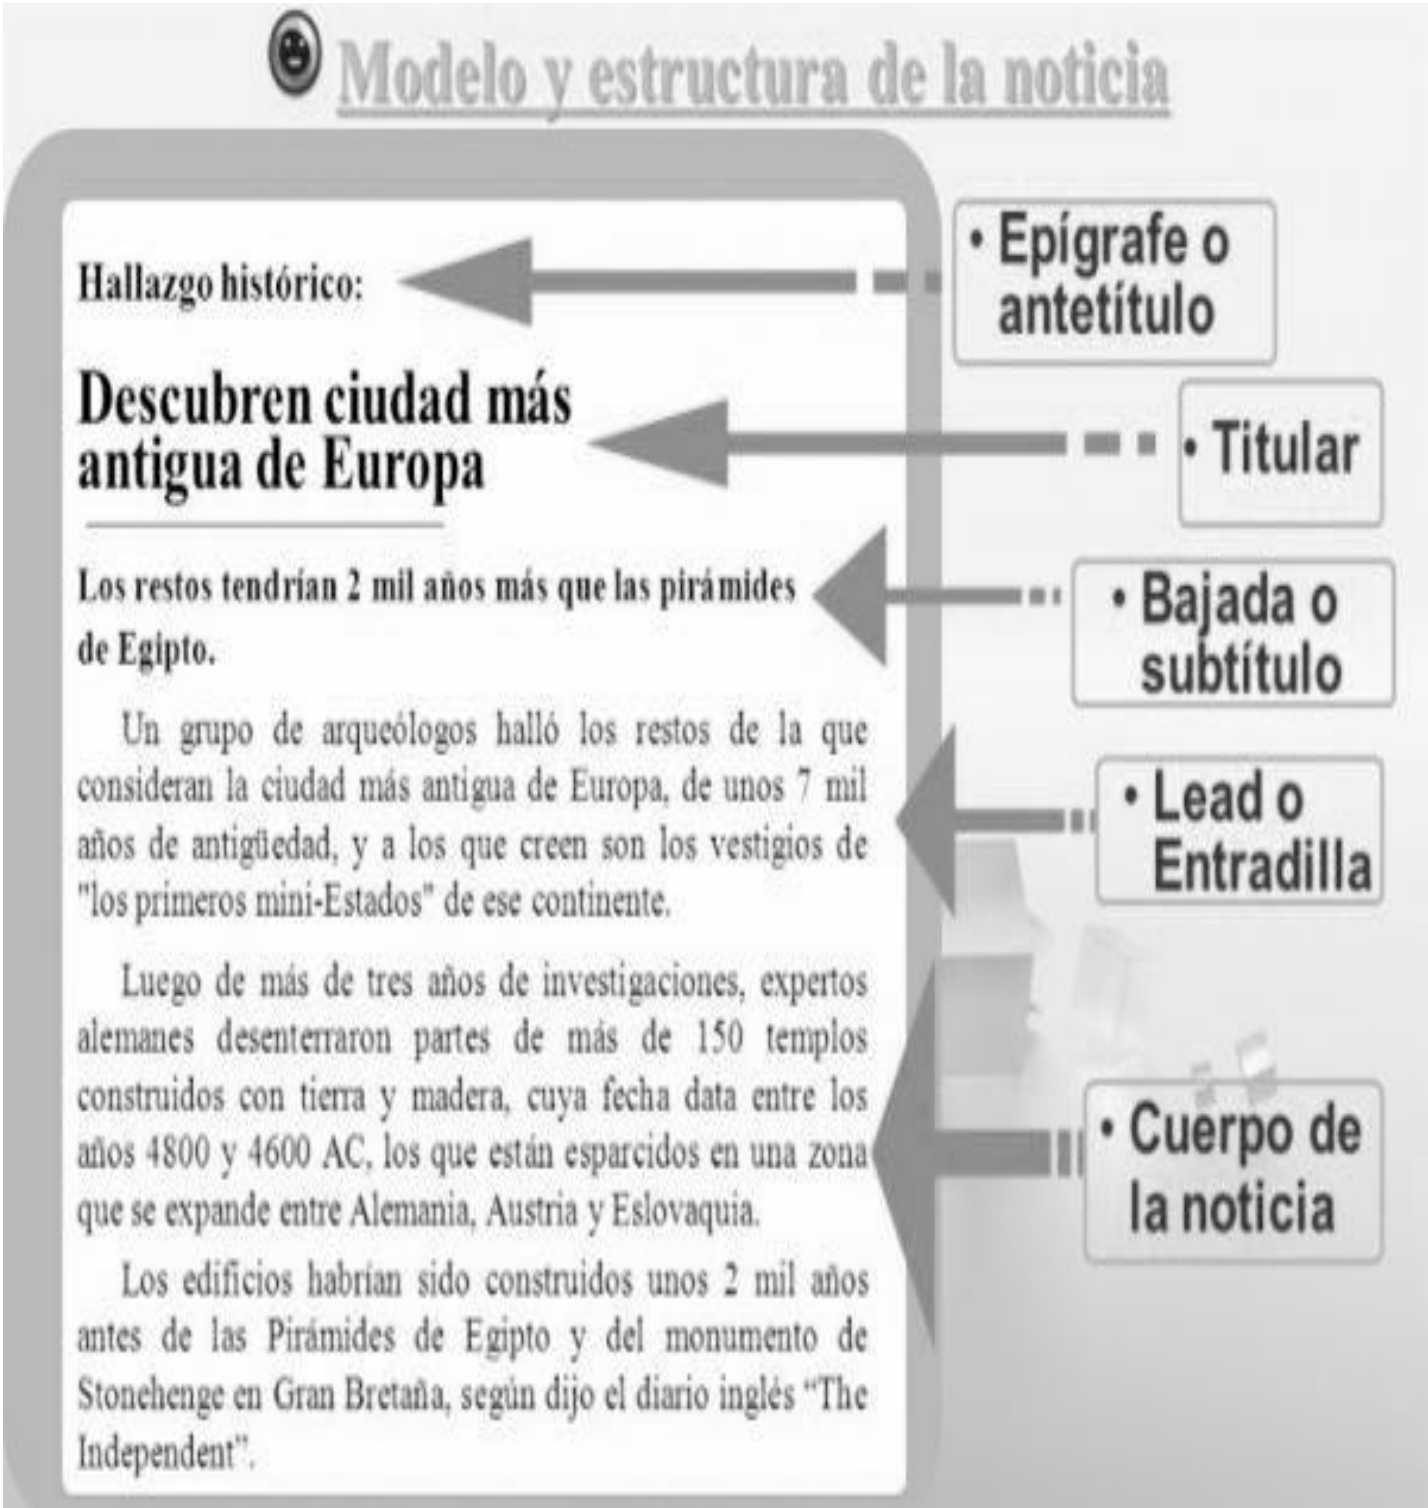 Modelo y estructura de la noticia
Hallazgo histórico:
• Epígrafe o
antetítulo
Descubren ciudad más
antigua de Europa
• Titular
Los restos tendrían 2 mil años más que las pirámides
de Egipto.
• Bajada o
subtítulo
Un grupo de arqueólogos halló los restos de la que
consideran la ciudad más antigua de Europa, de unos 7 mil
años de antigüedad, y a los que creen son los vestigios de
"los primeros mini-Estados" de ese continente.
• Lead o
Entradilla
Luego de más de tres años de investigaciones, expertos
alemanes desenterraron partes de más de 150 templos
construidos con tierra y madera, cuya fecha data entre los
años 4800 y 4600 AC, los que están esparcidos en una zona
que se expande entre Alemania, Austria y Eslovaquia.
Los edificios habrían sido construidos unos 2 mil años
antes de las Pirámides de Egipto y del monumento de
Stonehenge en Gran Bretaña, según dijo el diario inglés “The
Independent”.
• Cuerpo de
la noticia